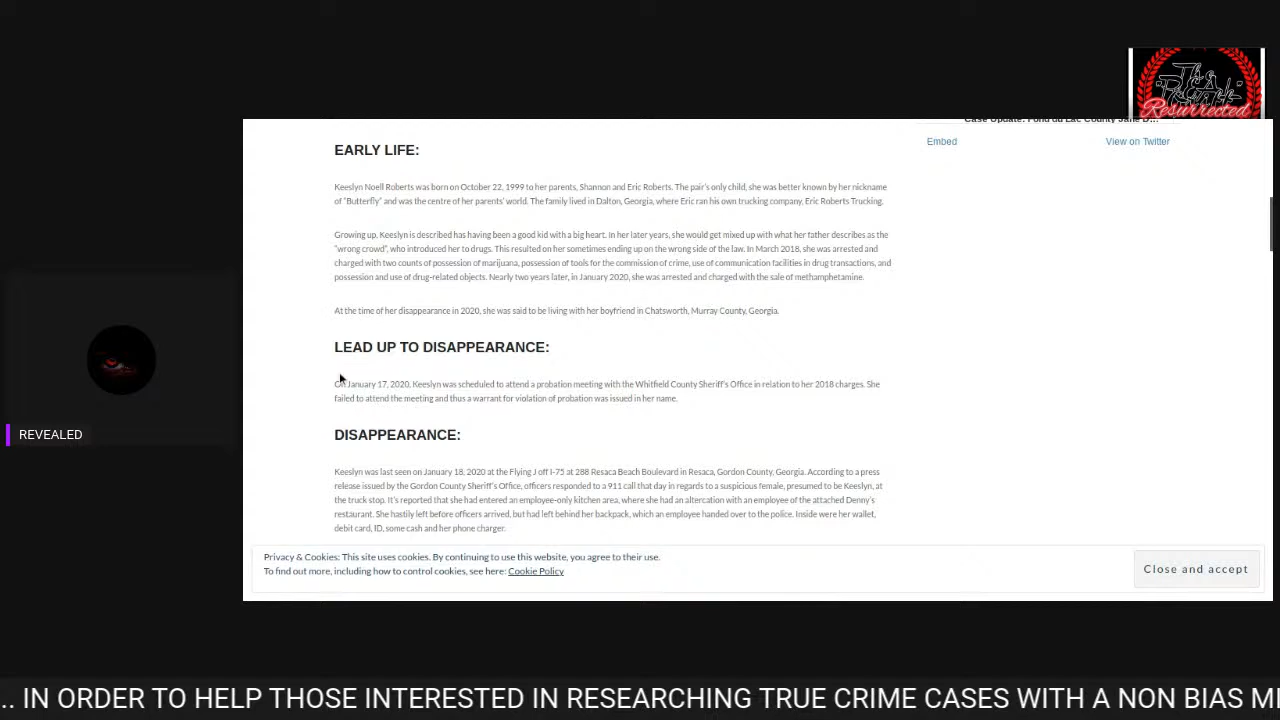 The
Resurrected
Case Update: Fond du Lac County Jane D...
Embed
View on Twitter
EARLY LIFE:
Keeslyn Noell Roberts was born on October 22, 1999 to her parents, Shannon and Eric Roberts. The pair's only child, she was better known by her nickname
of "Butterfly" and was the centre of her parents' world. The family lived in Dalton, Georgia, where Eric ran his own trucking company, Eric Roberts Trucking.
Growing up, Keeslyn is described has having been a good kid with a big heart. In her later years, she would get mixed up with what her father describes as the
"wrong crowd", who introduced her to drugs. This resulted on her sometimes ending up on the wrong side of the law. In March 2018, she was arrested and
charged with two counts of possession of marijuana, possession of tools for the commission of crime, use of communication facilities in drug transactions, and
possession and use of drug-related objects. Nearly two years later, in January 2020, she was arrested and charged with the sale of methamphetamine.
At the time of her disappearance in 2020, she was said to be living with her boyfriend in Chatsworth, Murray County, Georgia.
LEAD UP TO DISAPPEARANCE:
On January 17, 2020, Keeslyn was scheduled to attend a probation meeting with the Whitfield County Sheriff's Office in relation to her 2018 charges. She
failed to attend the meeting and thus a warrant for violation of probation was issued in her name.
REVEALED
DISAPPEARANCE:
Keeslyn was last seen on January 18, 2020 at the Flying J off I-75 at 288 Resaca Beach Boulevard in Resaca, Gordon County, Georgia. According to a press
release issued by the Gordon County Sheriff's Office, officers responded to a 911 call that day in regards to a suspicious female, presumed to be Keeslyn, at
the truck stop. It's reported that she had entered an employee-only kitchen area, where she had an altercation with an employee of the attached Denny's
restaurant. She hastily left before officers arrived, but had left behind her backpack, which an employee handed over to the police. Inside were her wallet,
debit card, ID, some cash and her phone charger.
Privacy & Cookies: This site uses cookies. By continuing to use this website, you agree to their use.
To find out more, including how to control cookies, see here: Cookie Policy
Close and accept
.. IN ORDER TO HELP THOSE INTERESTED IN RESEARCHING TRUE CRIME CASES WITH A NON BIAS MI